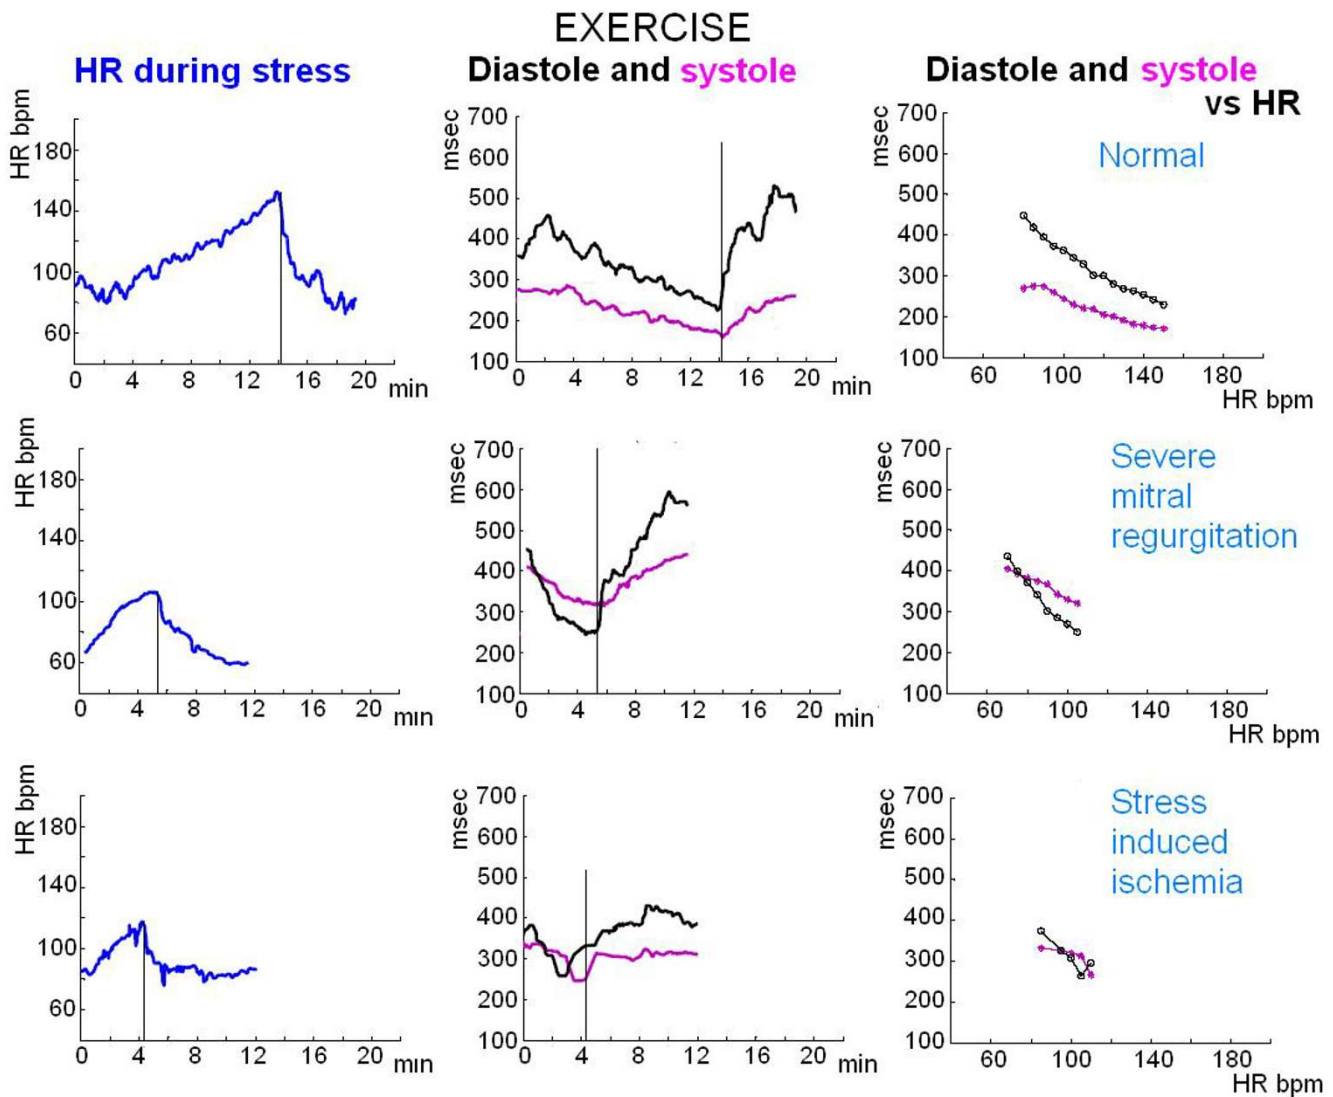 EXERCISE
HR during stress
Diastole and systole
Diastole and systole
vs HR
HR bpm
180
140
100
60
0 4 8 12 16 20 min
msec
700
600
500
400
300
200
100
0 4 8 12 16 20 min
msec
700
600
500
400
300
200
100
60 100 140 180
HR bpm
Normal
HR bpm
180
140
100
60
0 4 8 12 16 20 min
msec
700
600
500
400
300
200
100
0 4 8 12 16 20 min
msec
700
600
500
400
300
200
100
60 100 140 180
HR bpm
Severe
mitral
regurgitation
HR bpm
180
140
100
60
0 4 8 12 16 20 min
msec
700
600
500
400
300
200
100
0 4 8 12 16 20 min
msec
700
600
500
400
300
200
100
60 100 140 180
HR bpm
Stress
induced
ischemia